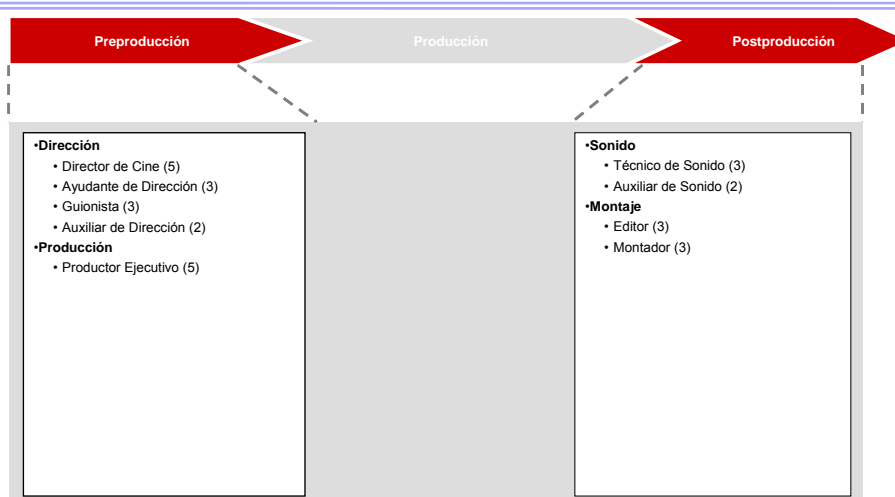 Preproducción
Producción
Postproducción
•Dirección
• Director de Cine (5)
• Ayudante de Dirección (3)
• Guionista (3)
• Auxiliar de Dirección (2)
•Producción
• Productor Ejecutivo (5)
•Sonido
• Técnico de Sonido (3)
• Auxiliar de Sonido (2)
•Montaje
• Editor (3)
• Montador (3)